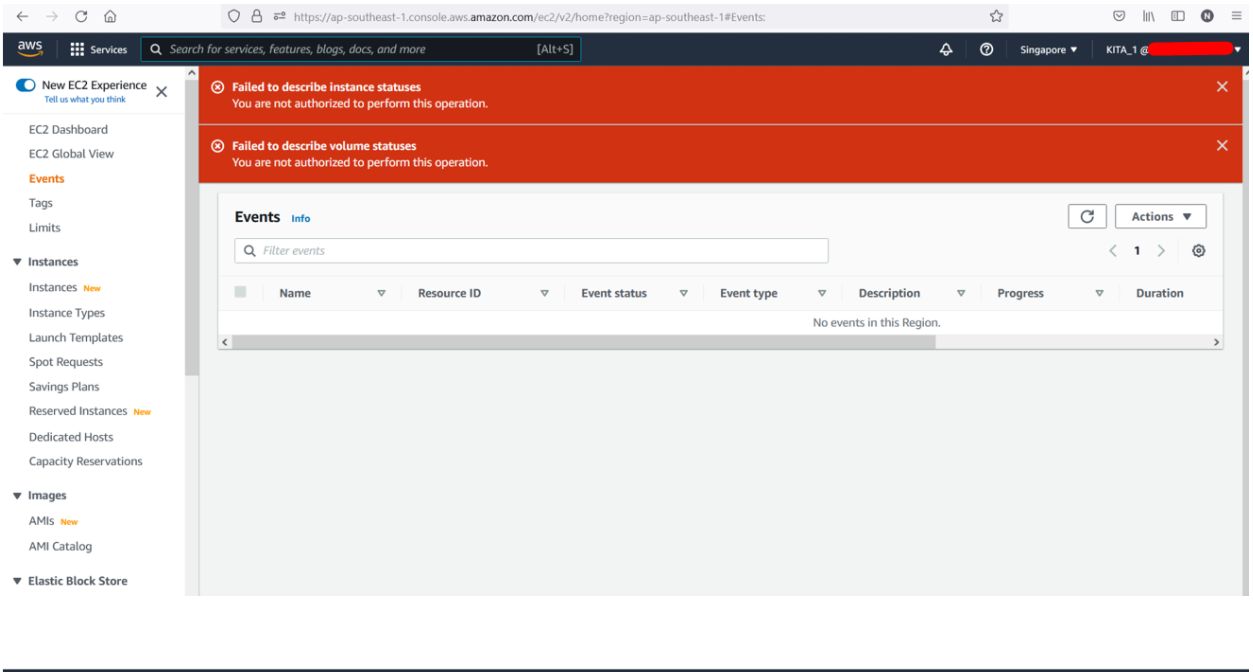 https://ap-southeast-1.console.aws.amazon.com/ec2/v2/home?region=ap-southeast-1#Events:
N
aws
Services
Search for services, features, blogs, docs, and more
[Alt+S]
Singapore ▼
KITA_1 @
New EC2 Experience
Tell us what you think
EC2 Dashboard
EC2 Global View
Events
Tags
Limits
Instances
Instances New
Instance Types
Launch Templates
Spot Requests
Savings Plans
Reserved Instances New
Dedicated Hosts
Capacity Reservations
Images
AMIs New
AMI Catalog
Elastic Block Store
Failed to describe instance statuses
You are not authorized to perform this operation.
Failed to describe volume statuses
You are not authorized to perform this operation.
Events Info
Actions ▼
Filter events
1
Name Resource ID Event status Event type Description Progress Duration
No events in this Region.